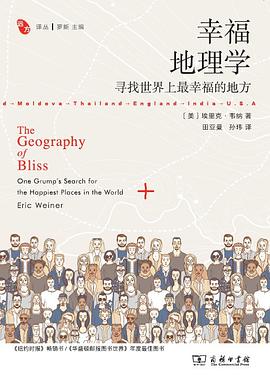 远方 译丛 | 罗新 主编
幸福
地理学
寻找世界上最幸福的地方
d→Moldova→Thailand→England→India→U.S.A
The
Geography
of
Bliss
One Grump's Search for
the Happiest Places in the World
Eric Weiner
[美] 埃里克·韦纳 著
田亚曼 孙玮 译
《纽约时报》畅销书/《华盛顿邮报图书世界》年度最佳图书
商务印书馆